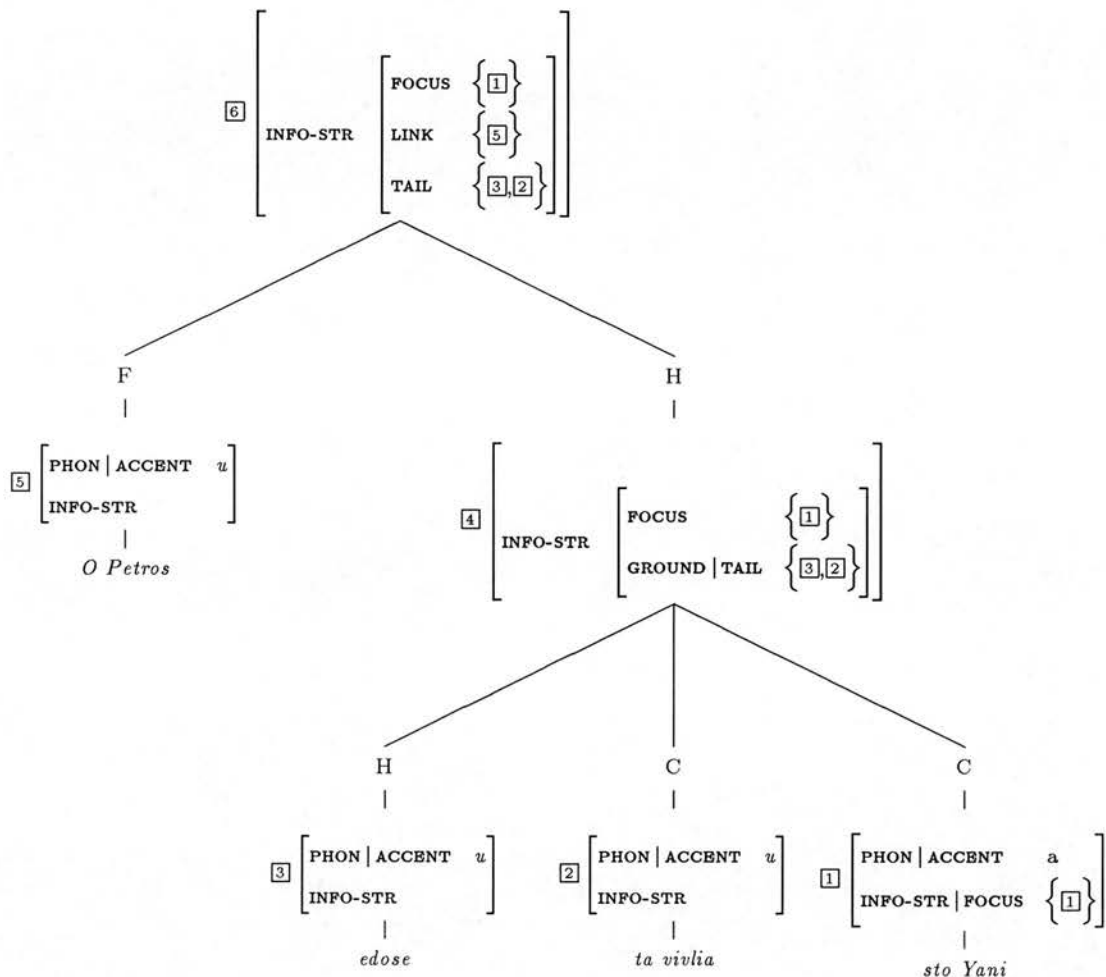 FOCUS {1}
6 INFO-STR LINK {5}
TAIL {3,2}
F H
5 PHON | ACCENT u
INFO-STR
O Petros
FOCUS {1}
4 INFO-STR
GROUND | TAIL {3,2}
H C C
3 PHON | ACCENT u
INFO-STR
edose
2 PHON | ACCENT u
INFO-STR
ta vivlia
1 PHON | ACCENT a
INFO-STR | FOCUS {1}
sto Yani